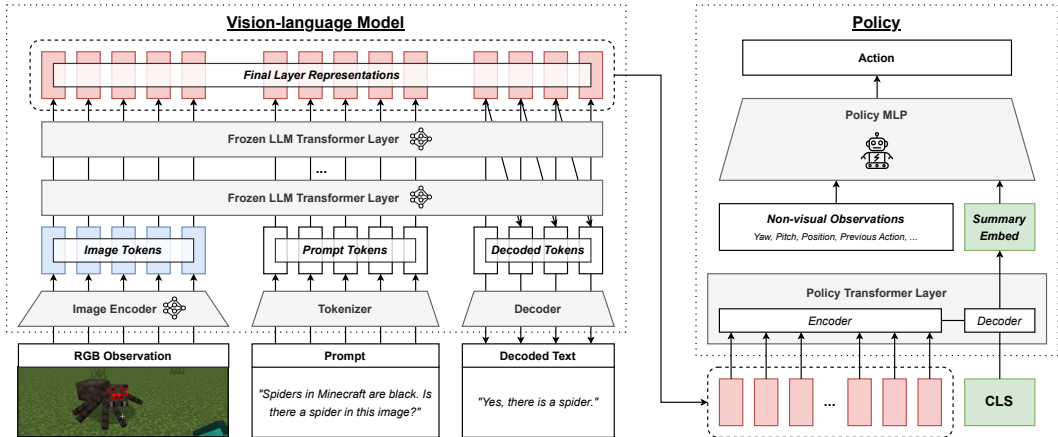 Vision-language Model
Final Layer Representations
Frozen LLM Transformer Layer
...
Frozen LLM Transformer Layer
Image Tokens
Prompt Tokens
Decoded Tokens
Image Encoder
Tokenizer
Decoder
RGB Observation
Prompt
Decoded Text
"Spiders in Minecraft are black. Is
there a spider in this image?"
"Yes, there is a spider."
Policy
Action
Policy MLP
Non-visual Observations
Yaw, Pitch, Position, Previous Action, ...
Summary
Embed
Policy Transformer Layer
Encoder
Decoder
...
CLS